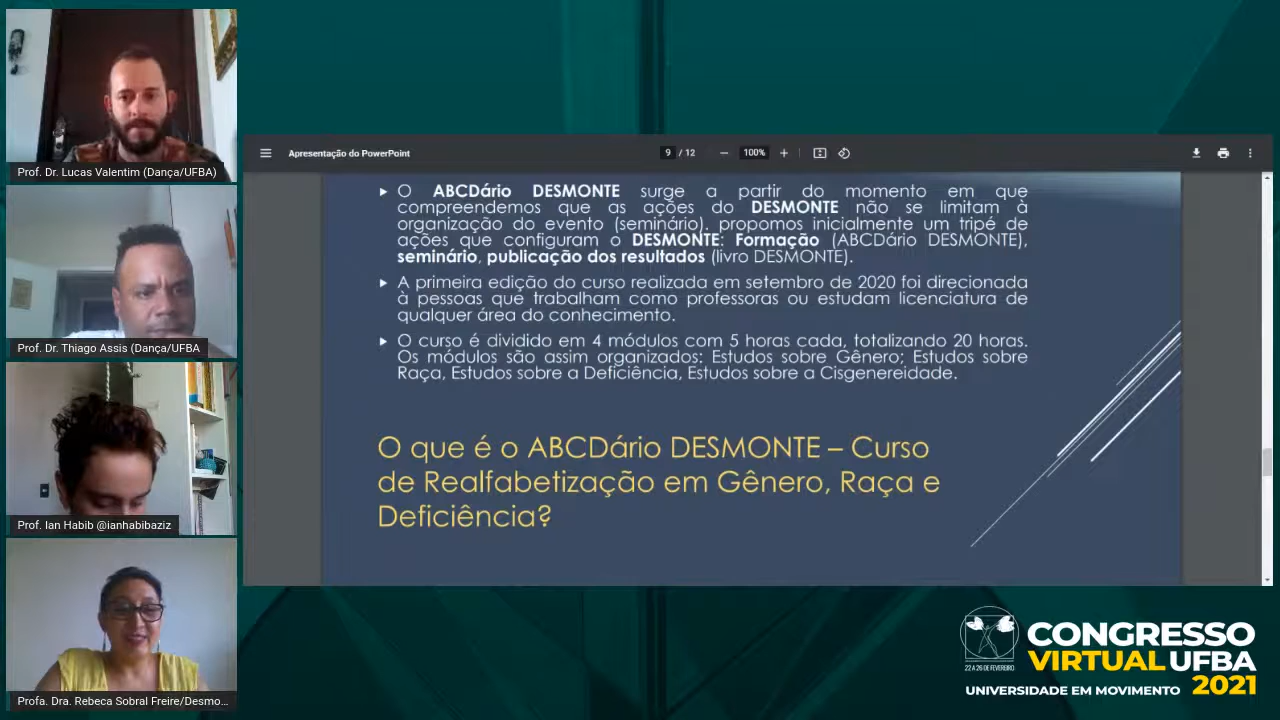 Prof. Dr. Lucas Valentim (Dança/UFBA)
Prof. Dr. Thiago Assis (Dança/UFBA
Prof. Ian Habib @ianhabibaziz
Profa. Dra. Rebeca Sobral Freire/Desmo...
Apresentação do PowerPoint
9 / 12
100%
O ABCDário DESMONTE surge a partir do momento em que
compreendemos que as ações do DESMONTE não se limitam à
organização do evento (seminário). propomos inicialmente um tripé de
ações que configuram o DESMONTE: Formação (ABCDário DESMONTE),
seminário, publicação dos resultados (livro DESMONTE).
A primeira edição do curso realizada em setembro de 2020 foi direcionada
à pessoas que trabalham como professoras ou estudam licenciatura de
qualquer área do conhecimento.
O curso é dividido em 4 módulos com 5 horas cada, totalizando 20 horas.
Os módulos são assim organizados: Estudos sobre Gênero; Estudos sobre
Raça, Estudos sobre a Deficiência, Estudos sobre a Cisgenereidade.
O que é o ABCDário DESMONTE – Curso
de Realfabetização em Gênero, Raça e
Deficiência?
22 A 26 DE FEVEREIRO
CONGRESSO
VIRTUAL UFBA
2021
UNIVERSIDADE EM MOVIMENTO